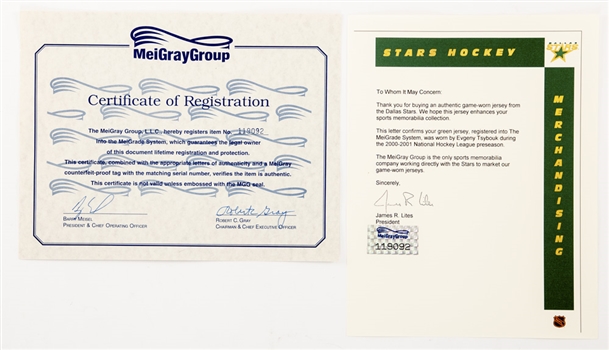 MeiGrayGroup
Certificate of Registration
The MeiGray Group, L.L.C. hereby registers item No. 119092
into the MeiGrade System, which guarantees the legal owner
of this document lifetime registration and protection.
This certificate, combined with the appropriate letters of authenticity and a MeiGray
counterfeit-proof tag with the matching serial number, verifies the item is authentic.
This certificate is not valid unless embossed with the MGG seal.
Barry Meisel
President & Chief Operating Officer
Robert C. Gray
Robert C. Gray
Chairman & Chief Executive Officer
STARS HOCKEY
DALLAS
STARS
MERCHANDISING
To Whom It May Concern:
Thank you for buying an authentic game-worn jersey from
the Dallas Stars. We hope this jersey enhances your
sports memorabilia collection.
This letter confirms your green jersey, registered into The
MeiGrade System, was worn by Evgeny Tsybouk during
the 2000-2001 National Hockey League preseason.
The MeiGray Group is the only sports memorabilia
company working directly with the Stars to market our
game-worn jerseys
Sincerely,
James R. Lites
James R. Lites
President
MeiGrayGroup
119092